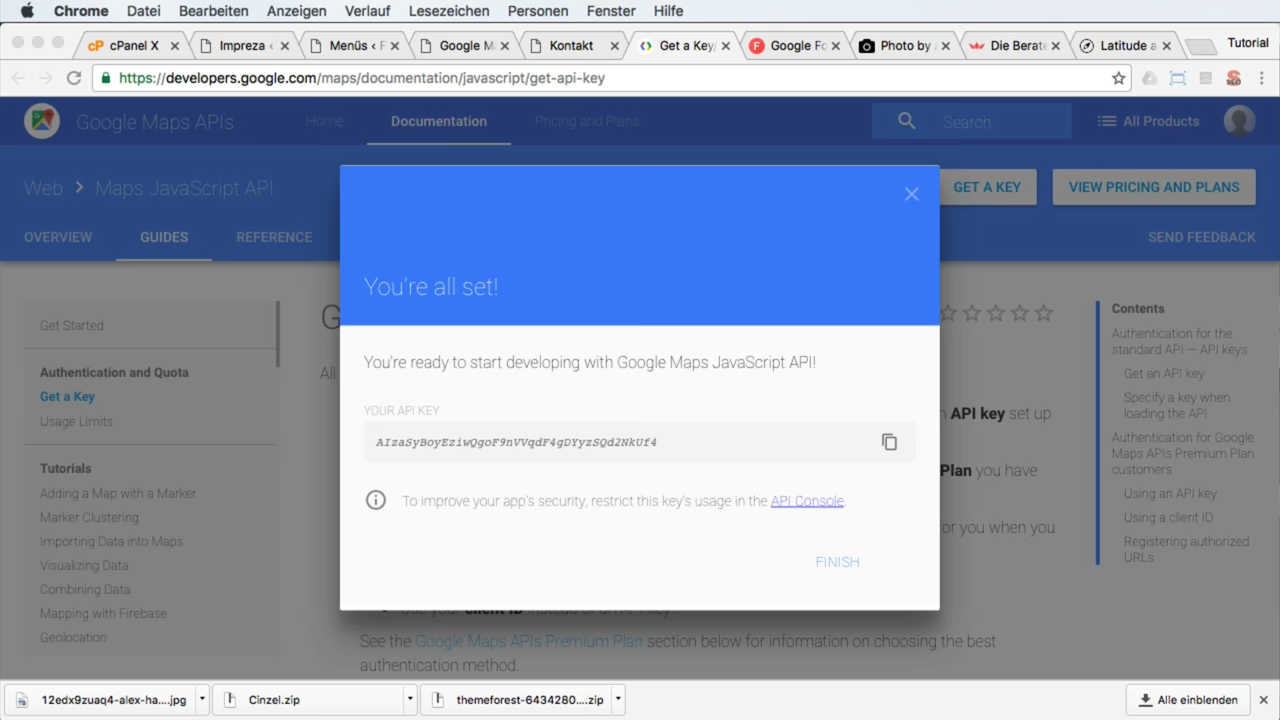 Chrome Datei Bearbeiten Anzeigen Verlauf Lesezeichen Personen Fenster Hilfe
cP cPanel X Impreza ‹ Menüs ‹ F Google M Kontakt Get a Key/ F Google Fo Photo by A Die Berate Latitude a Tutorial
https://developers.google.com/maps/documentation/javascript/get-api-key
Google Maps APIs Home Documentation Pricing and Plans Search All Products
Web Maps JavaScript API GET A KEY VIEW PRICING AND PLANS
OVERVIEW GUIDES REFERENCE SEND FEEDBACK
You're all set!
You're ready to start developing with Google Maps JavaScript API!
YOUR API KEY
AIzaSyBoyEziwQgoF9nVVqdF4gDYyzSQd2NkUf4
To improve your app's security, restrict this key's usage in the API Console.
FINISH
Get Started
Authentication and Quota
Get a Key
Usage Limits
Tutorials
Adding a Map with a Marker
Marker Clustering
Importing Data into Maps
Visualizing Data
Combining Data
Mapping with Firebase
Geolocation
G
All
API key set up
Plan you have
for you when you
See the Google Maps APIs Premium Plan section below for information on choosing the best
authentication method.
Contents
Authentication for the
standard API — API keys
Get an API key
Specify a key when
loading the API
Authentication for Google
Maps APIs Premium Plan
customers
Using an API key
Using a client ID
Registering authorized
URLs
12edx9zuaq4-alex-ha....jpg Cinzel.zip themeforest-6434280....zip Alle einblenden